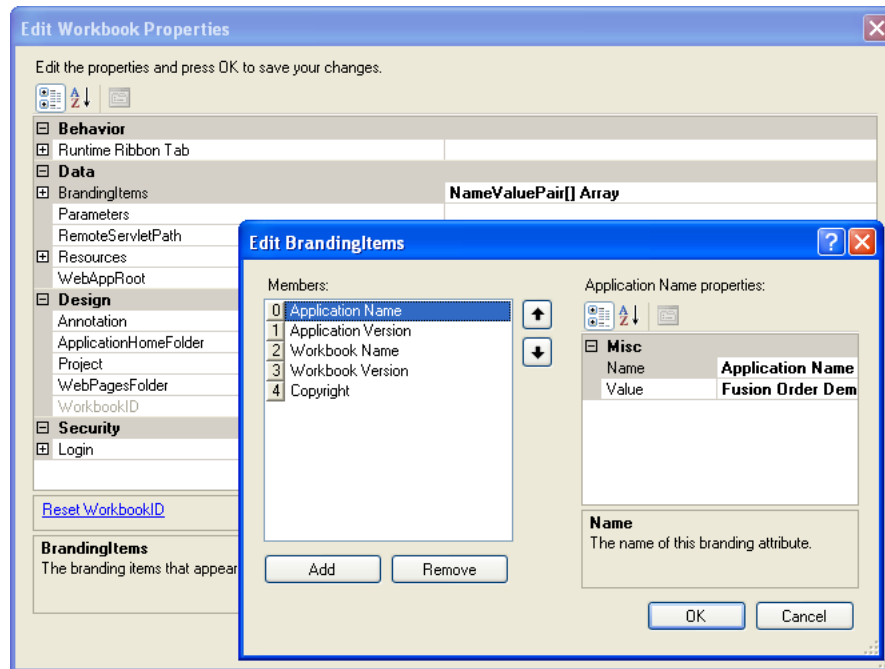 Edit Workbook Properties
Edit the properties and press OK to save your changes.
Behavior
Runtime Ribbon Tab
Data
BrandingItems NameValuePair[] Array
Parameters
RemoteServletPath
Resources
WebAppRoot
Design
Annotation
ApplicationHomeFolder
Project
WebPagesFolder
WorkbookID
Security
Login
Reset WorkbookID
BrandingItems
The branding items that appear
Edit BrandingItems
Members:
0 Application Name
1 Application Version
2 Workbook Name
3 Workbook Version
4 Copyright
Add Remove
Application Name properties:
Misc
Name Application Name
Value Fusion Order Dem
Name
The name of this branding attribute.
OK Cancel